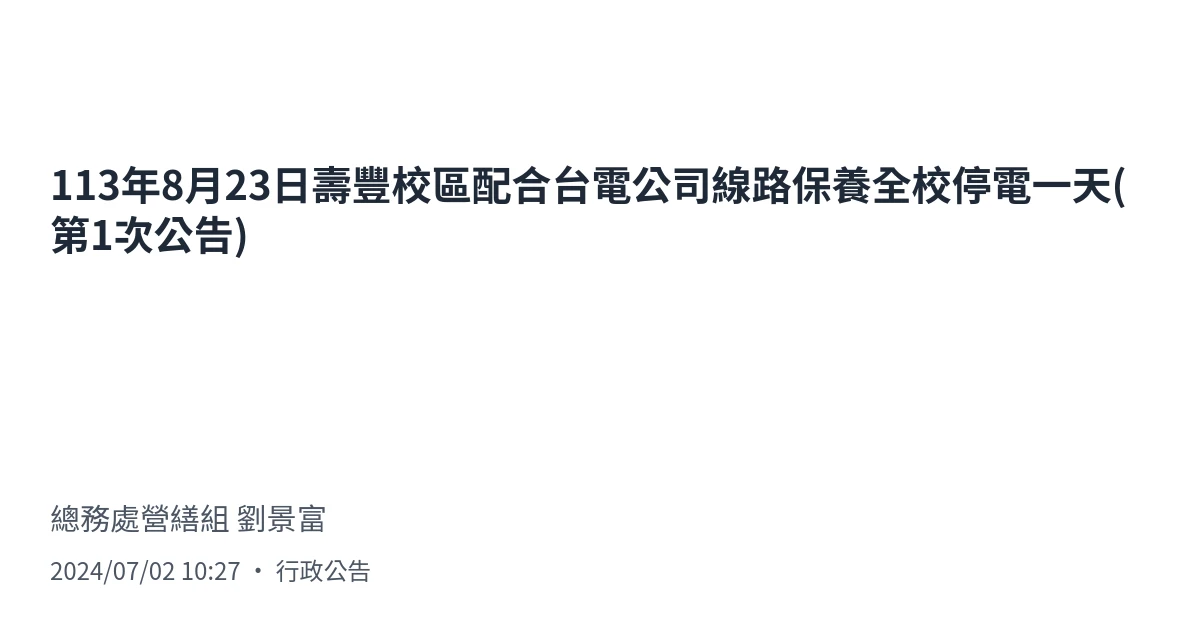 113年8月23日壽豐校區配合台電公司線路保養全校停電一天(
第1次公告)
總務處營繕組 劉景富
2024/07/02 10:27 • 行政公告